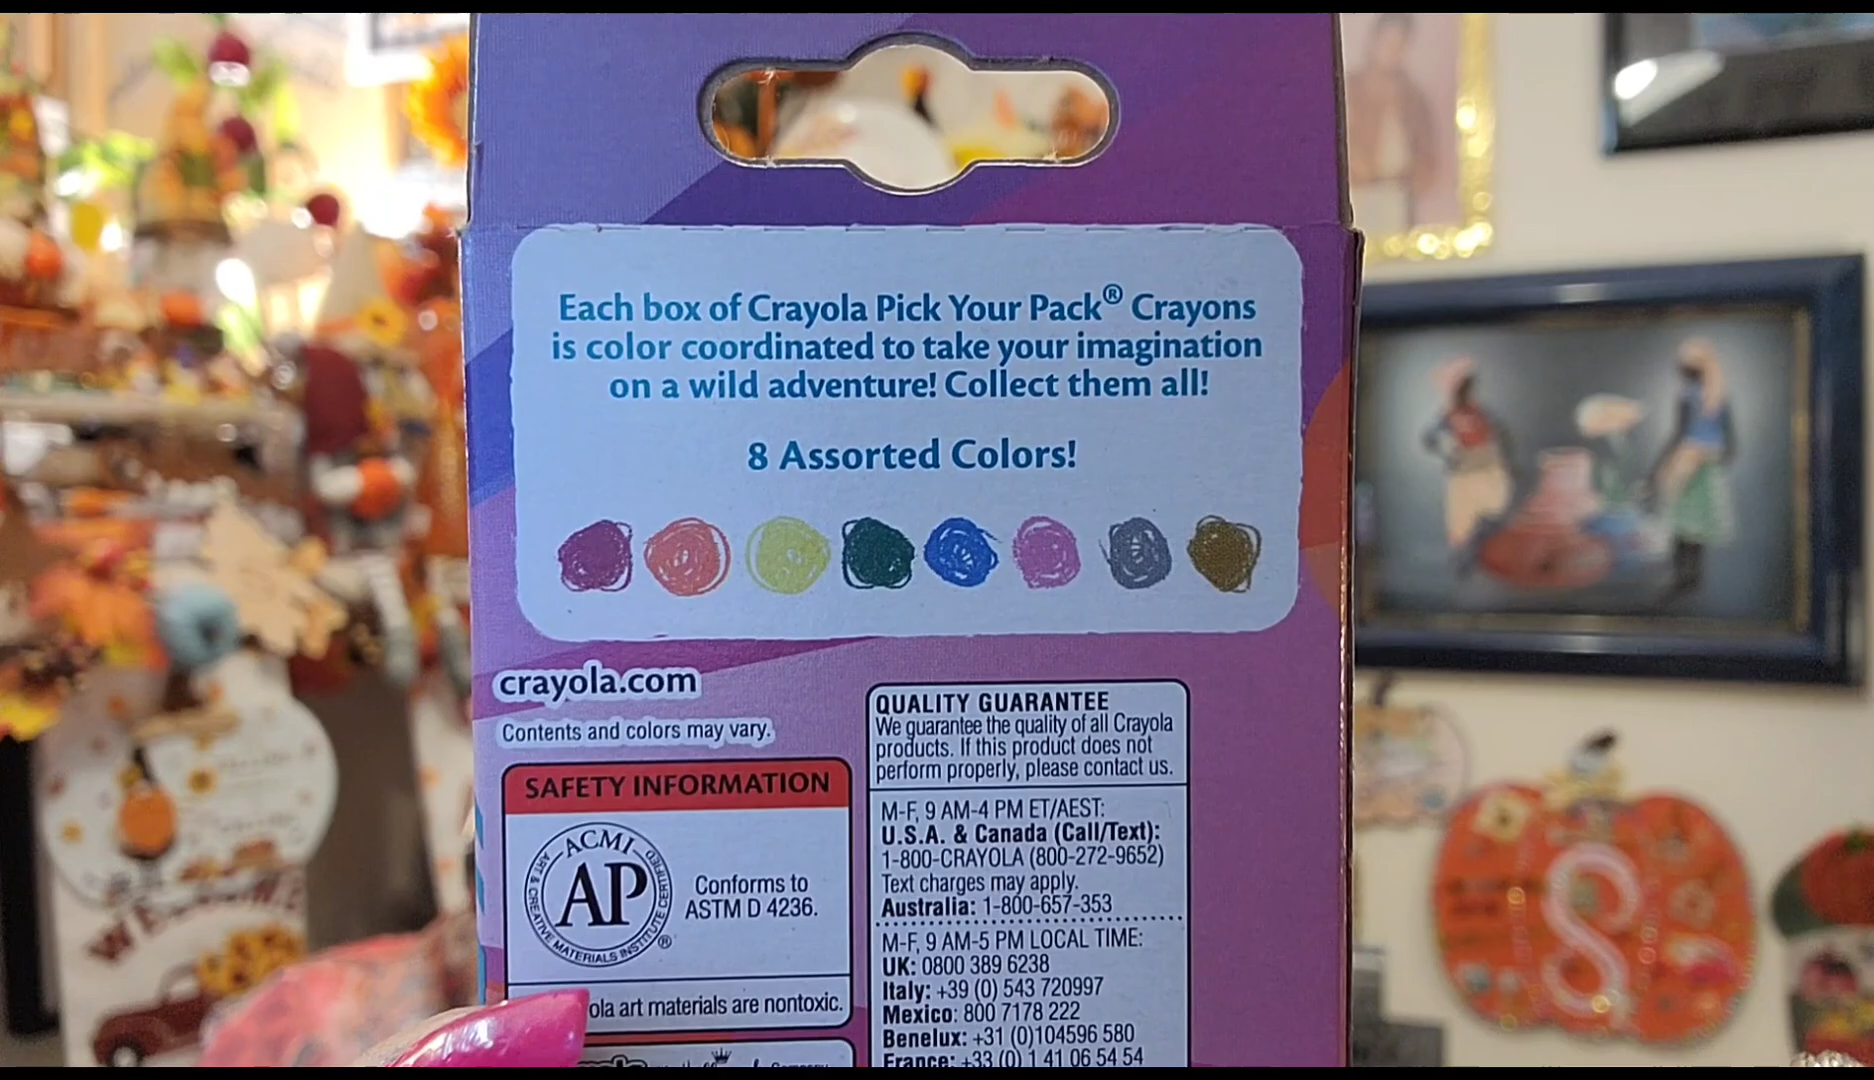 Each box of Crayola Pick Your Pack® Crayons
is color coordinated to take your imagination
on a wild adventure! Collect them all!
8 Assorted Colors!
crayola.com
Contents and colors may vary.
SAFETY INFORMATION
ACMI
AP
ART & CREATIVE MATERIALS INSTITUTE CERTIFIED
®
Conforms to
ASTM D 4236.
ola art materials are nontoxic.
QUALITY GUARANTEE
We guarantee the quality of all Crayola
products. If this product does not
perform properly, please contact us.
M-F, 9 AM-4 PM ET/AEST:
U.S.A. & Canada (Call/Text):
1-800-CRAYOLA (800-272-9652)
Text charges may apply.
Australia: 1-800-657-353
M-F, 9 AM-5 PM LOCAL TIME:
UK: 0800 389 6238
Italy: +39 (0) 543 720997
Mexico: 800 7178 222
Benelux: +31 (0)104596 580
France: +33 (0) 1 41 06 54 54
WELCOME
S